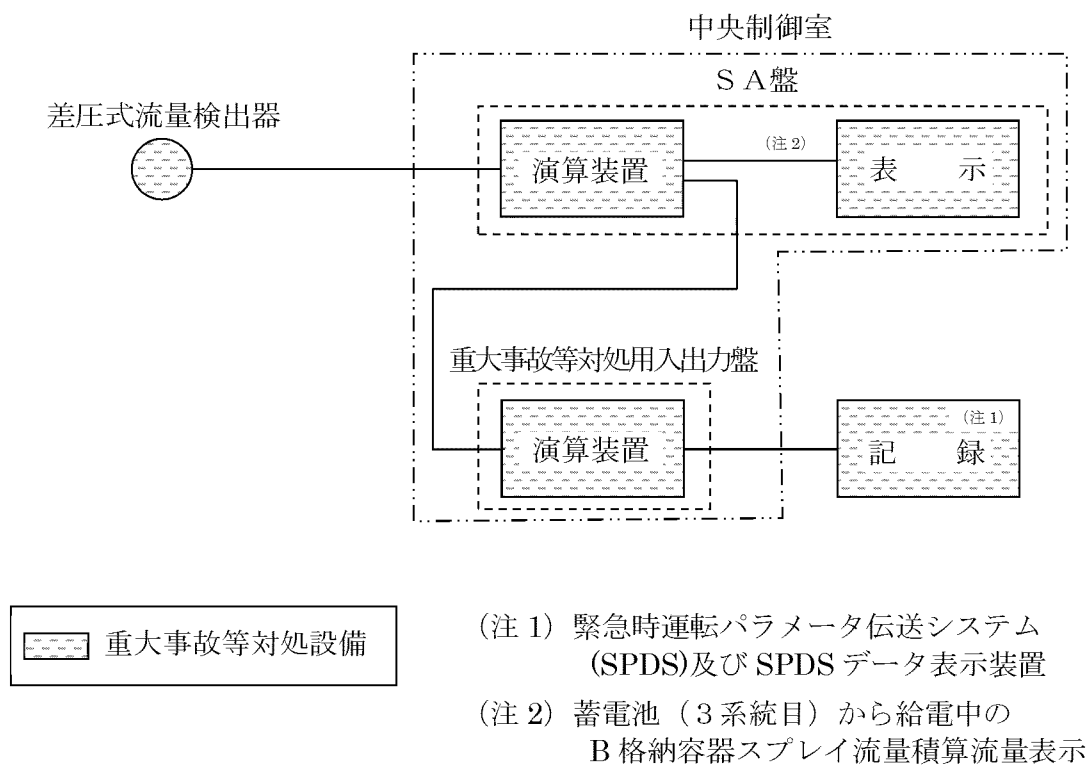 中央制御室
SA盤
差圧式流量検出器
演算装置
(注2)
表 示
重大事故等対処用入出力盤
演算装置
(注1)
記 録
重大事故等対処設備
(注1) 緊急時運転パラメータ伝送システム
(SPDS)及び SPDS データ表示装置
(注2) 蓄電池(3系統目)から給電中の
B 格納容器スプレイ流量積算流量表示